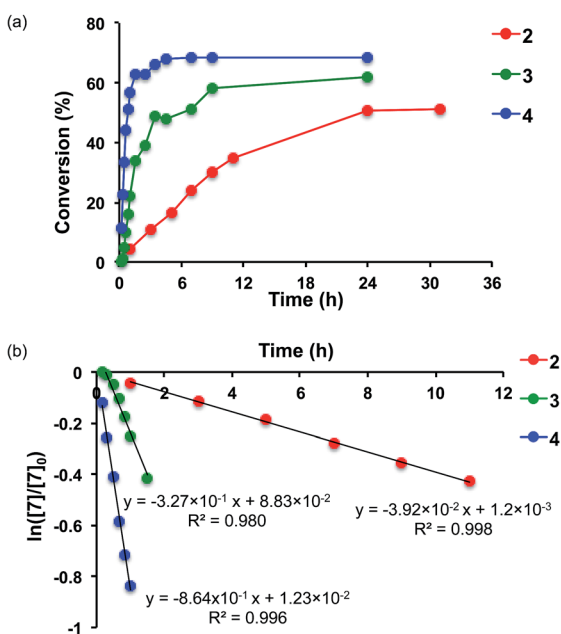 (a)
80
60
40
20
0
Conversion (%)
0 6 12 18 24 30 36
Time (h)
2
3
4
(b)
Time (h)
0 2 4 6 8 10 12
0
-0.2
-0.4
-0.6
-0.8
-1
ln([7]/[7]₀)
2
3
4
y = -3.27×10⁻¹ x + 8.83×10⁻²
R² = 0.980
y = -3.92×10⁻² x + 1.2×10⁻³
R² = 0.998
y = -8.64x10⁻¹ x + 1.23×10⁻²
R² = 0.996